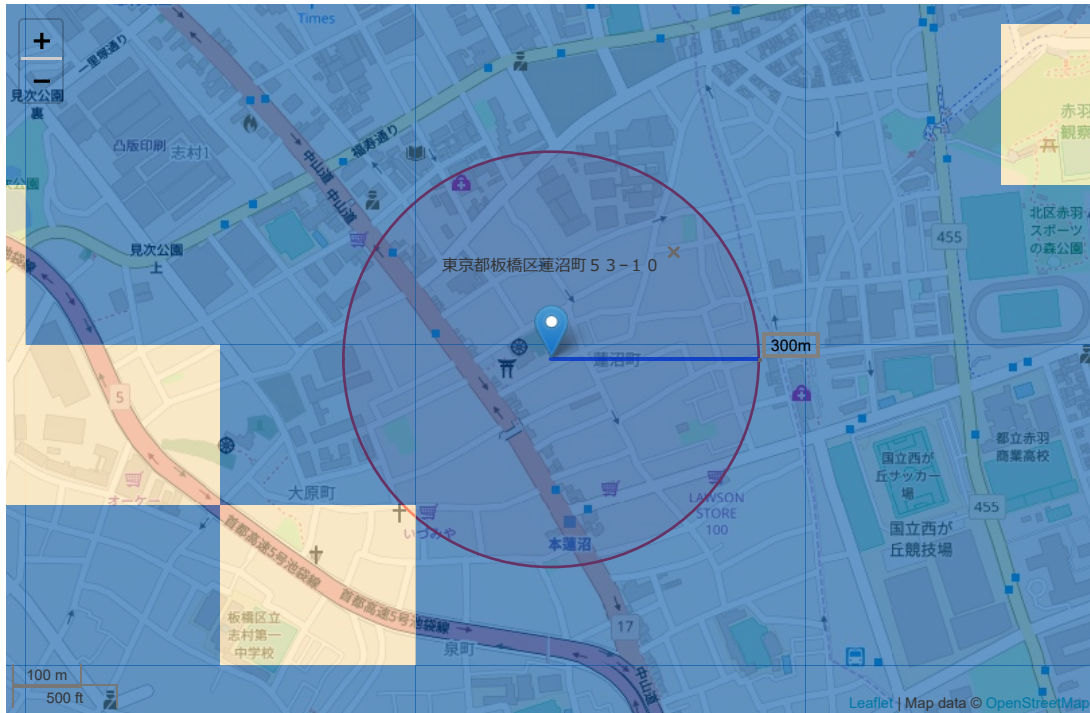 +
−
Times
一里塚通り
見次公園
裏
凸版印刷
志村1
福寿通り
中山道
中山道
赤羽
観察
次公園
見次公園
上
455
北区赤羽
スポーツ
の森公園
東京都板橋区蓮沼町５３−１０
池袋線
300m
蓮沼町
5
都立赤羽
商業高校
国立西が
丘サッカー
場
オーケー
大原町
LAWSON
STORE
100
455
いづみや
首都高速5号池袋線
本蓮沼
国立西が
丘競技場
首都高速5号池袋線
板橋区立
志村第一
中学校
17
泉町
中山道
100 m
500 ft
Leaflet | Map data © OpenStreetMap